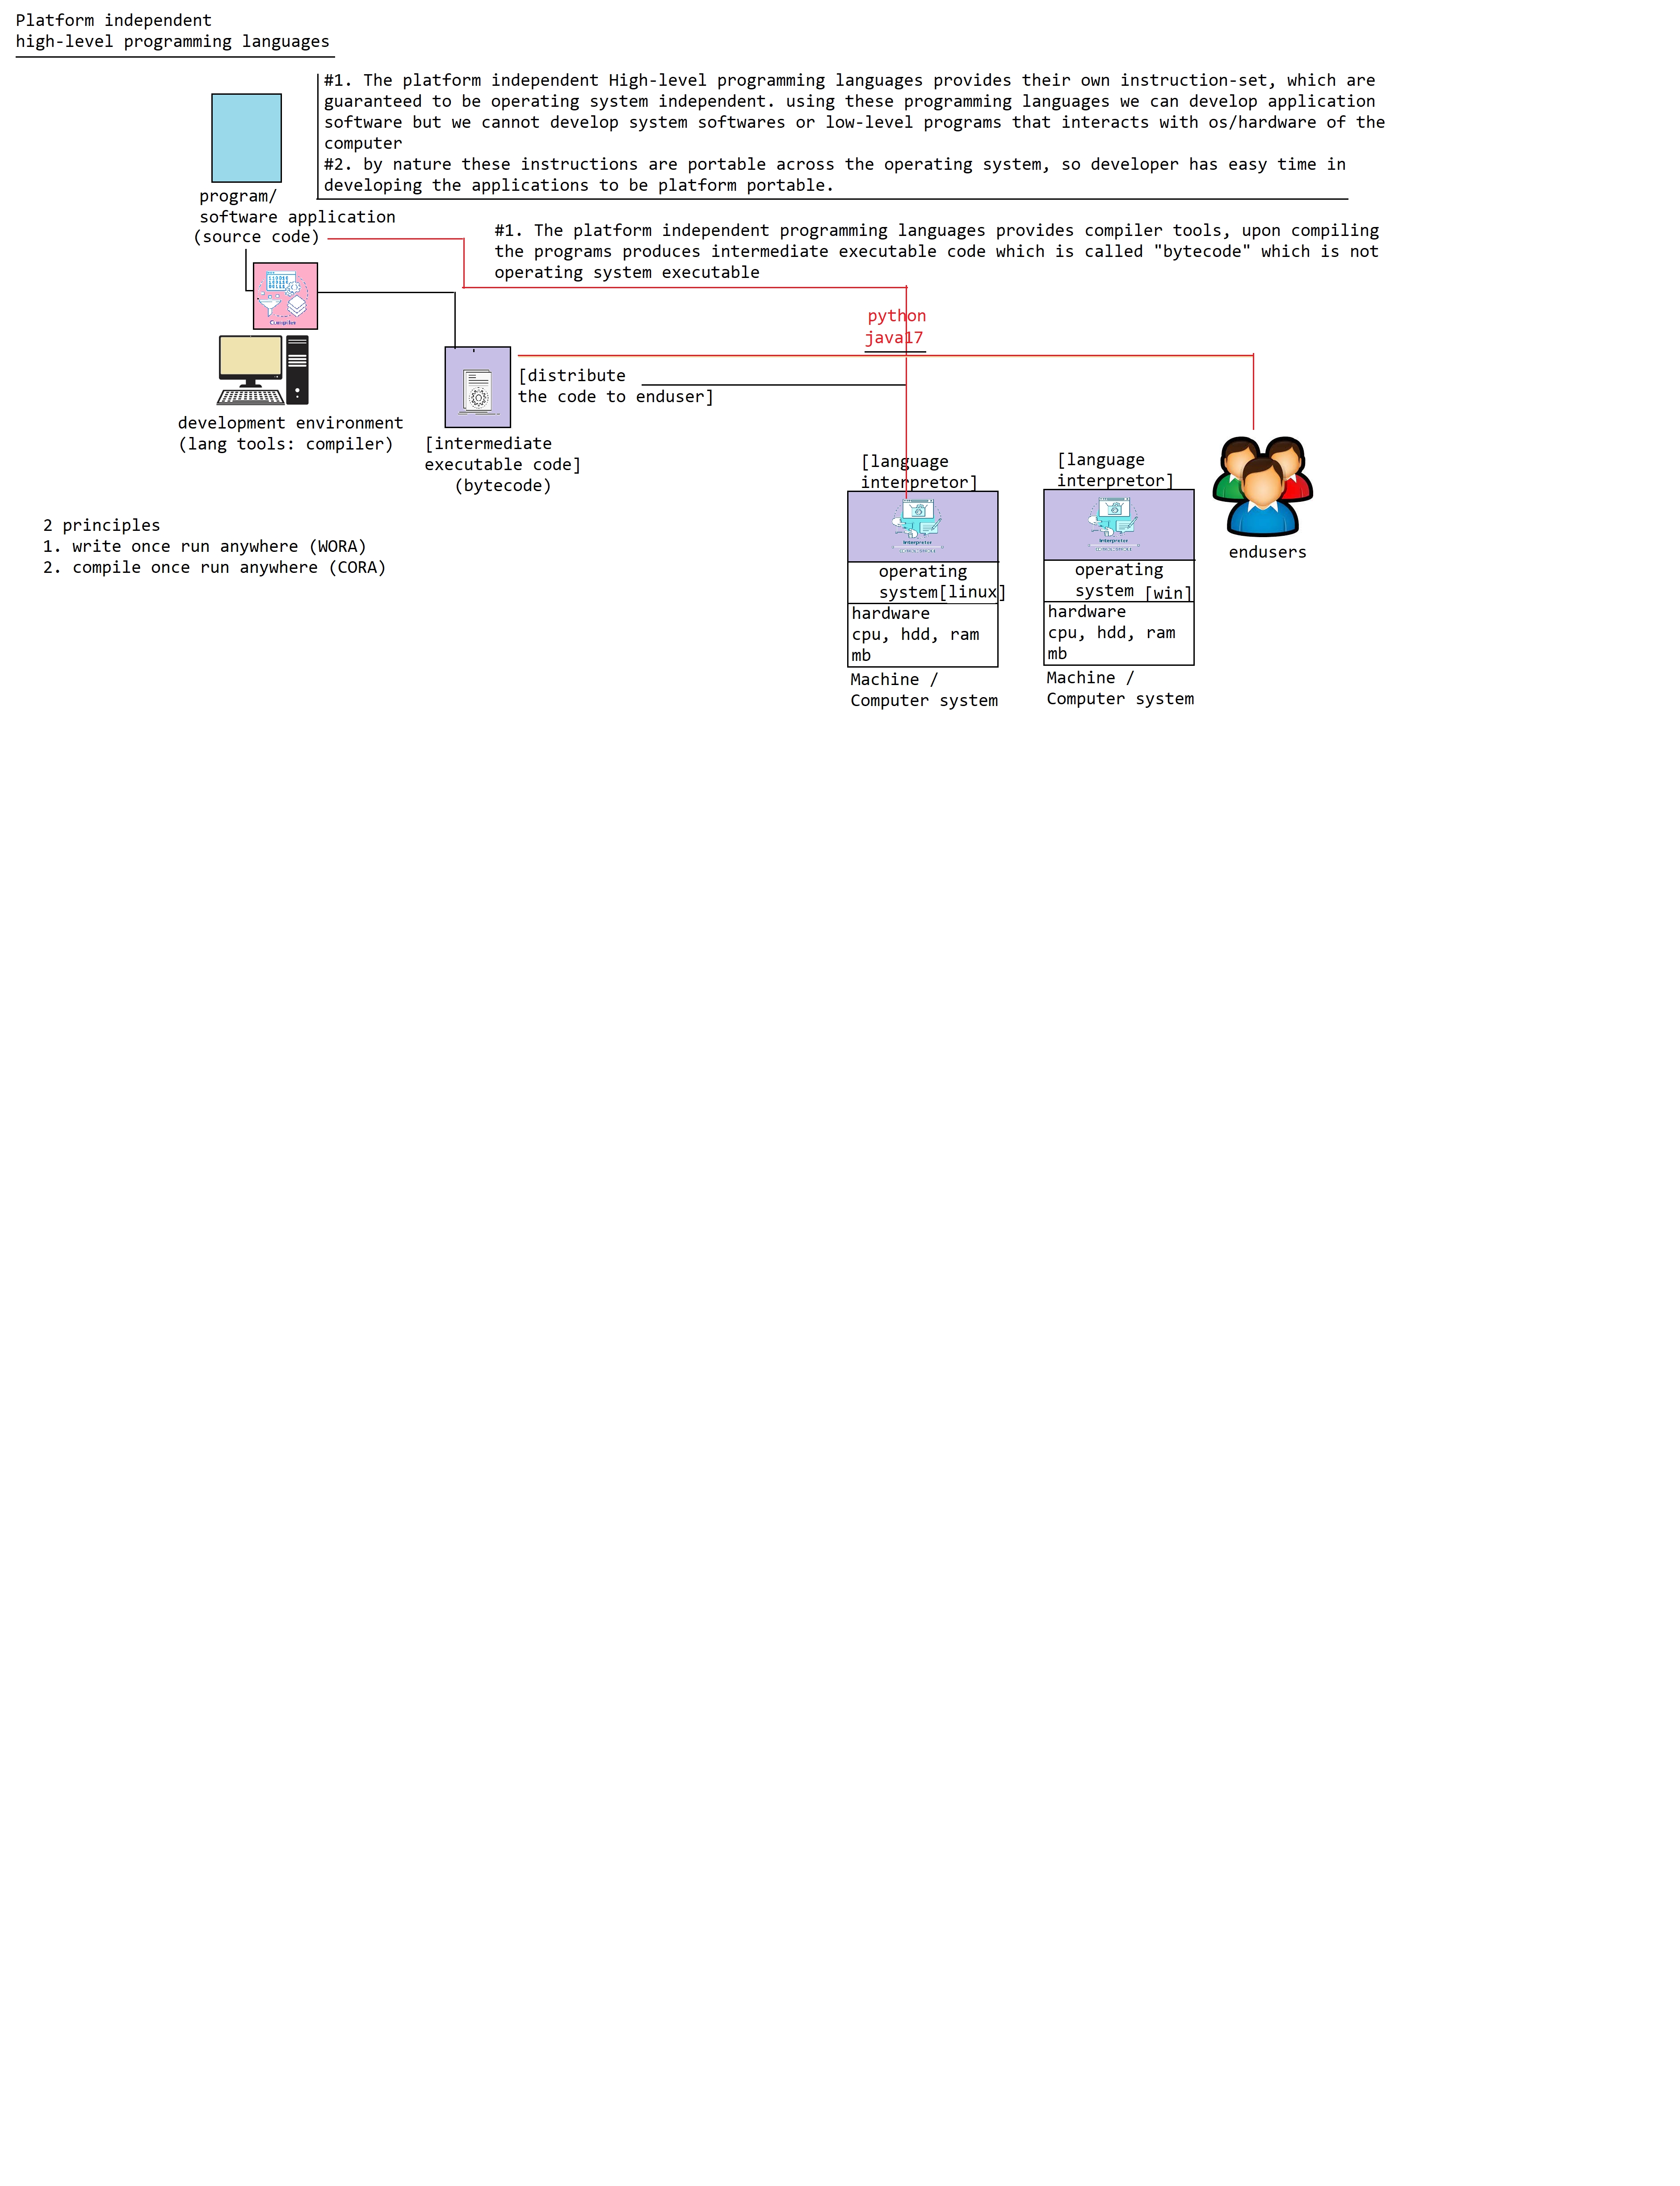 Platform independent
high-level programming languages
#1. The platform independent High-level programming languages provides their own instruction-set, which are
guaranteed to be operating system independent. using these programming languages we can develop application
software but we cannot develop system softwares or low-level programs that interacts with os/hardware of the
computer
#2. by nature these instructions are portable across the operating system, so developer has easy time in
developing the applications to be platform portable.
program/
software application
(source code)
#1. The platform independent programming languages provides compiler tools, upon compiling
the programs produces intermediate executable code which is called "bytecode" which is not
operating system executable
Compiler
python
java17
[distribute
the code to enduser]
development environment
(lang tools: compiler)
[intermediate
executable code]
(bytecode)
[language
interpretor]
Interpreter
operating
system[linux]
hardware
cpu, hdd, ram
mb
Machine /
Computer system
[language
interpretor]
Interpreter
operating
system [win]
hardware
cpu, hdd, ram
mb
Machine /
Computer system
endusers
2 principles
1. write once run anywhere (WORA)
2. compile once run anywhere (CORA)